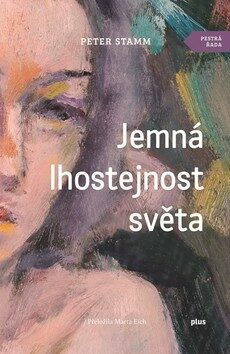 PETER STAMM
PESTRÁ
ŘADA
Jemná
lhostejnost
světa
Přeložila Marta Eich
plus